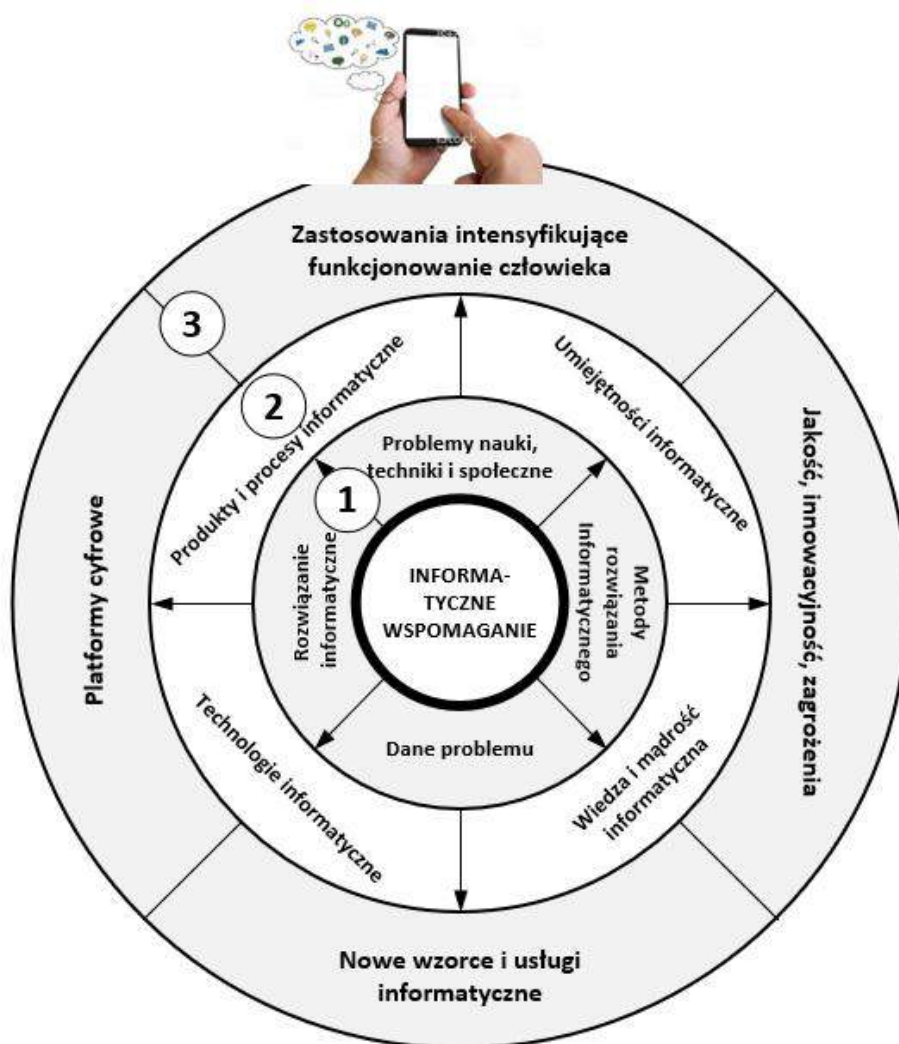 iStock
Zastosowania intensyfikujące
funkcjonowanie człowieka
3
2
Produkty i procesy informatyczne
Umiejętności informatyczne
Problemy nauki,
techniki i społeczne
1
Platformy cyfrowe
Rozwiązanie
informatyczne
INFORMA-
TYCZNE
WSPOMAGANIE
Metody
rozwiązania
Informatycznego
Jakość, innowacyjność, zagrożenia
Technologie informatyczne
Dane problemu
Wiedza i mądrość
informatyczna
Nowe wzorce i usługi
informatyczne